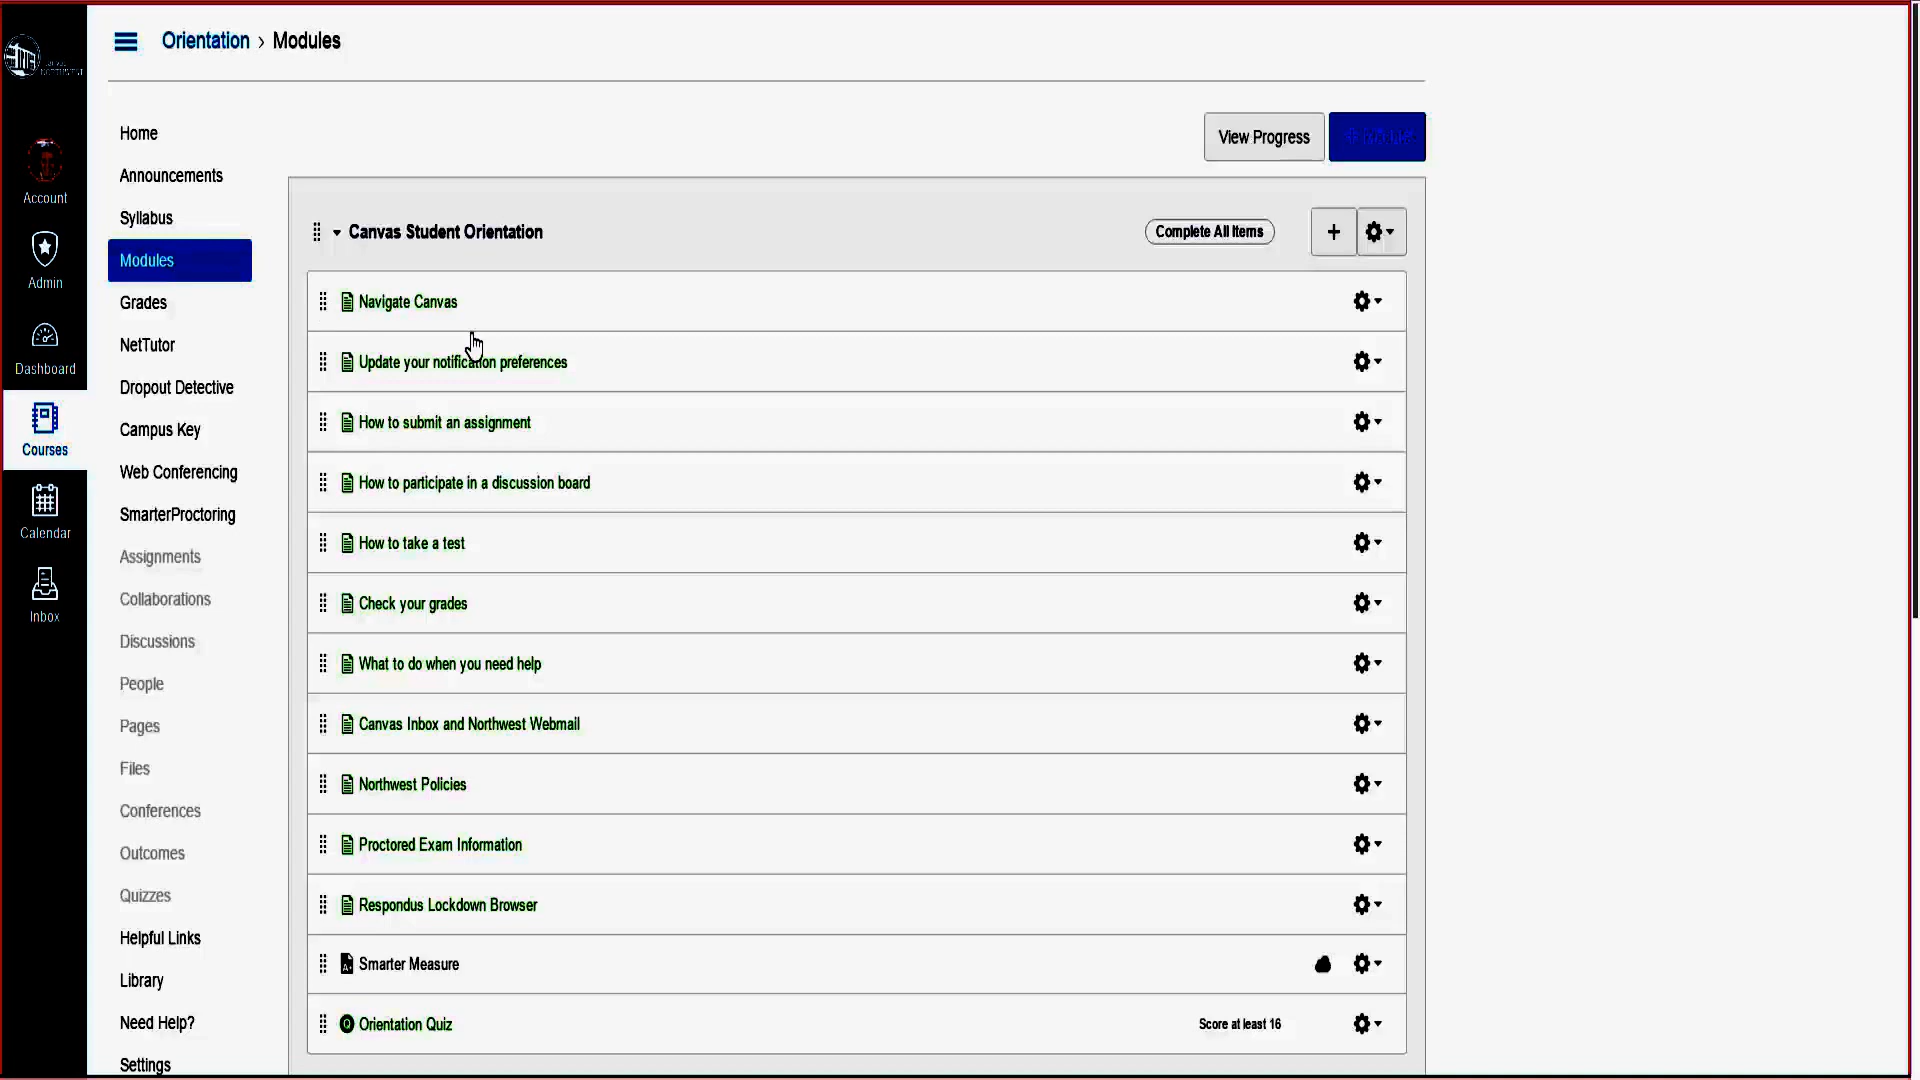 Orientation › Modules
Account
Admin
Dashboard
Courses
Calendar
Inbox
Home
Announcements
Syllabus
Modules
Grades
NetTutor
Dropout Detective
Campus Key
Web Conferencing
SmarterProctoring
Assignments
Collaborations
Discussions
People
Pages
Files
Conferences
Outcomes
Quizzes
Helpful Links
Library
Need Help?
Settings
View Progress
Canvas Student Orientation
Complete All Items
+
Navigate Canvas
Update your notification preferences
How to submit an assignment
How to participate in a discussion board
How to take a test
Check your grades
What to do when you need help
Canvas Inbox and Northwest Webmail
Northwest Policies
Proctored Exam Information
Respondus Lockdown Browser
Smarter Measure
Orientation Quiz
Score at least 16